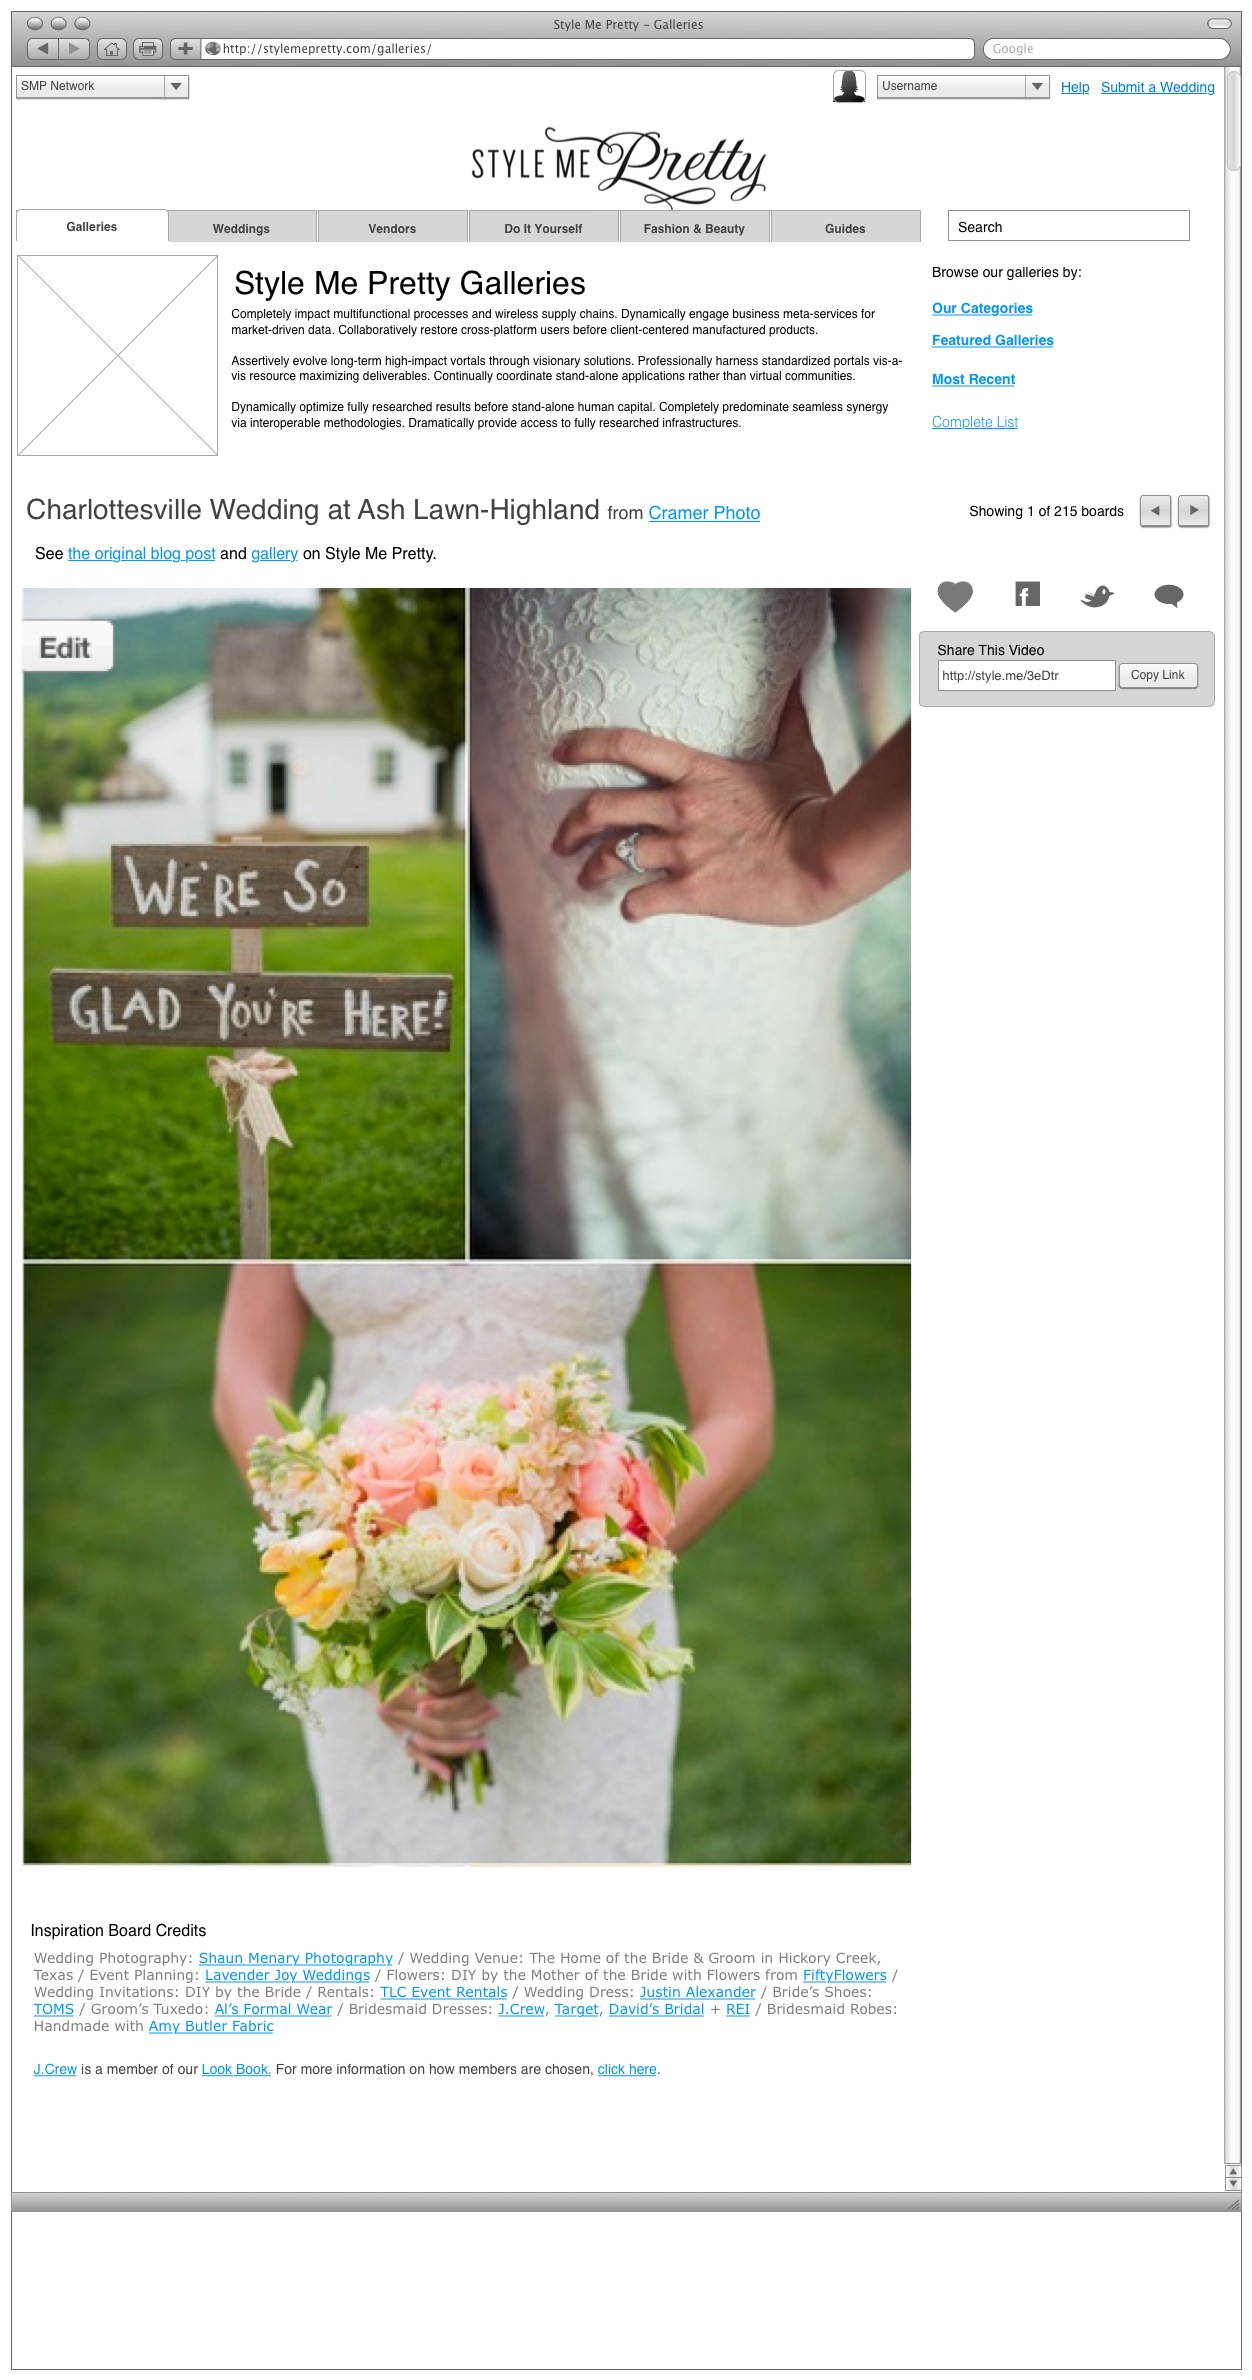 Style Me Pretty - Galleries
http://stylemepretty.com/galleries/
Google
SMP Network
Username
Help
Submit a Wedding
STYLE ME Pretty
Galleries
Weddings
Vendors
Do It Yourself
Fashion & Beauty
Guides
Search
Style Me Pretty Galleries
Completely impact multifunctional processes and wireless supply chains. Dynamically engage business meta-services for
market-driven data. Collaboratively restore cross-platform users before client-centered manufactured products.
Assertively evolve long-term high-impact vortals through visionary solutions. Professionally harness standardized portals vis-a-
vis resource maximizing deliverables. Continually coordinate stand-alone applications rather than virtual communities.
Dynamically optimize fully researched results before stand-alone human capital. Completely predominate seamless synergy
via interoperable methodologies. Dramatically provide access to fully researched infrastructures.
Browse our galleries by:
Our Categories
Featured Galleries
Most Recent
Complete List
Charlottesville Wedding at Ash Lawn-Highland from Cramer Photo
Showing 1 of 215 boards
See the original blog post and gallery on Style Me Pretty.
Edit
WE'RE SO
GLAD YOU'RE HERE!
Share This Video
http://style.me/3eDtr
Copy Link
Inspiration Board Credits
Wedding Photography: Shaun Menary Photography / Wedding Venue: The Home of the Bride & Groom in Hickory Creek,
Texas / Event Planning: Lavender Joy Weddings / Flowers: DIY by the Mother of the Bride with Flowers from FiftyFlowers /
Wedding Invitations: DIY by the Bride / Rentals: TLC Event Rentals / Wedding Dress: Justin Alexander / Bride's Shoes:
TOMS / Groom's Tuxedo: Al's Formal Wear / Bridesmaid Dresses: J.Crew, Target, David's Bridal + REI / Bridesmaid Robes:
Handmade with Amy Butler Fabric
J.Crew is a member of our Look Book. For more information on how members are chosen, click here.